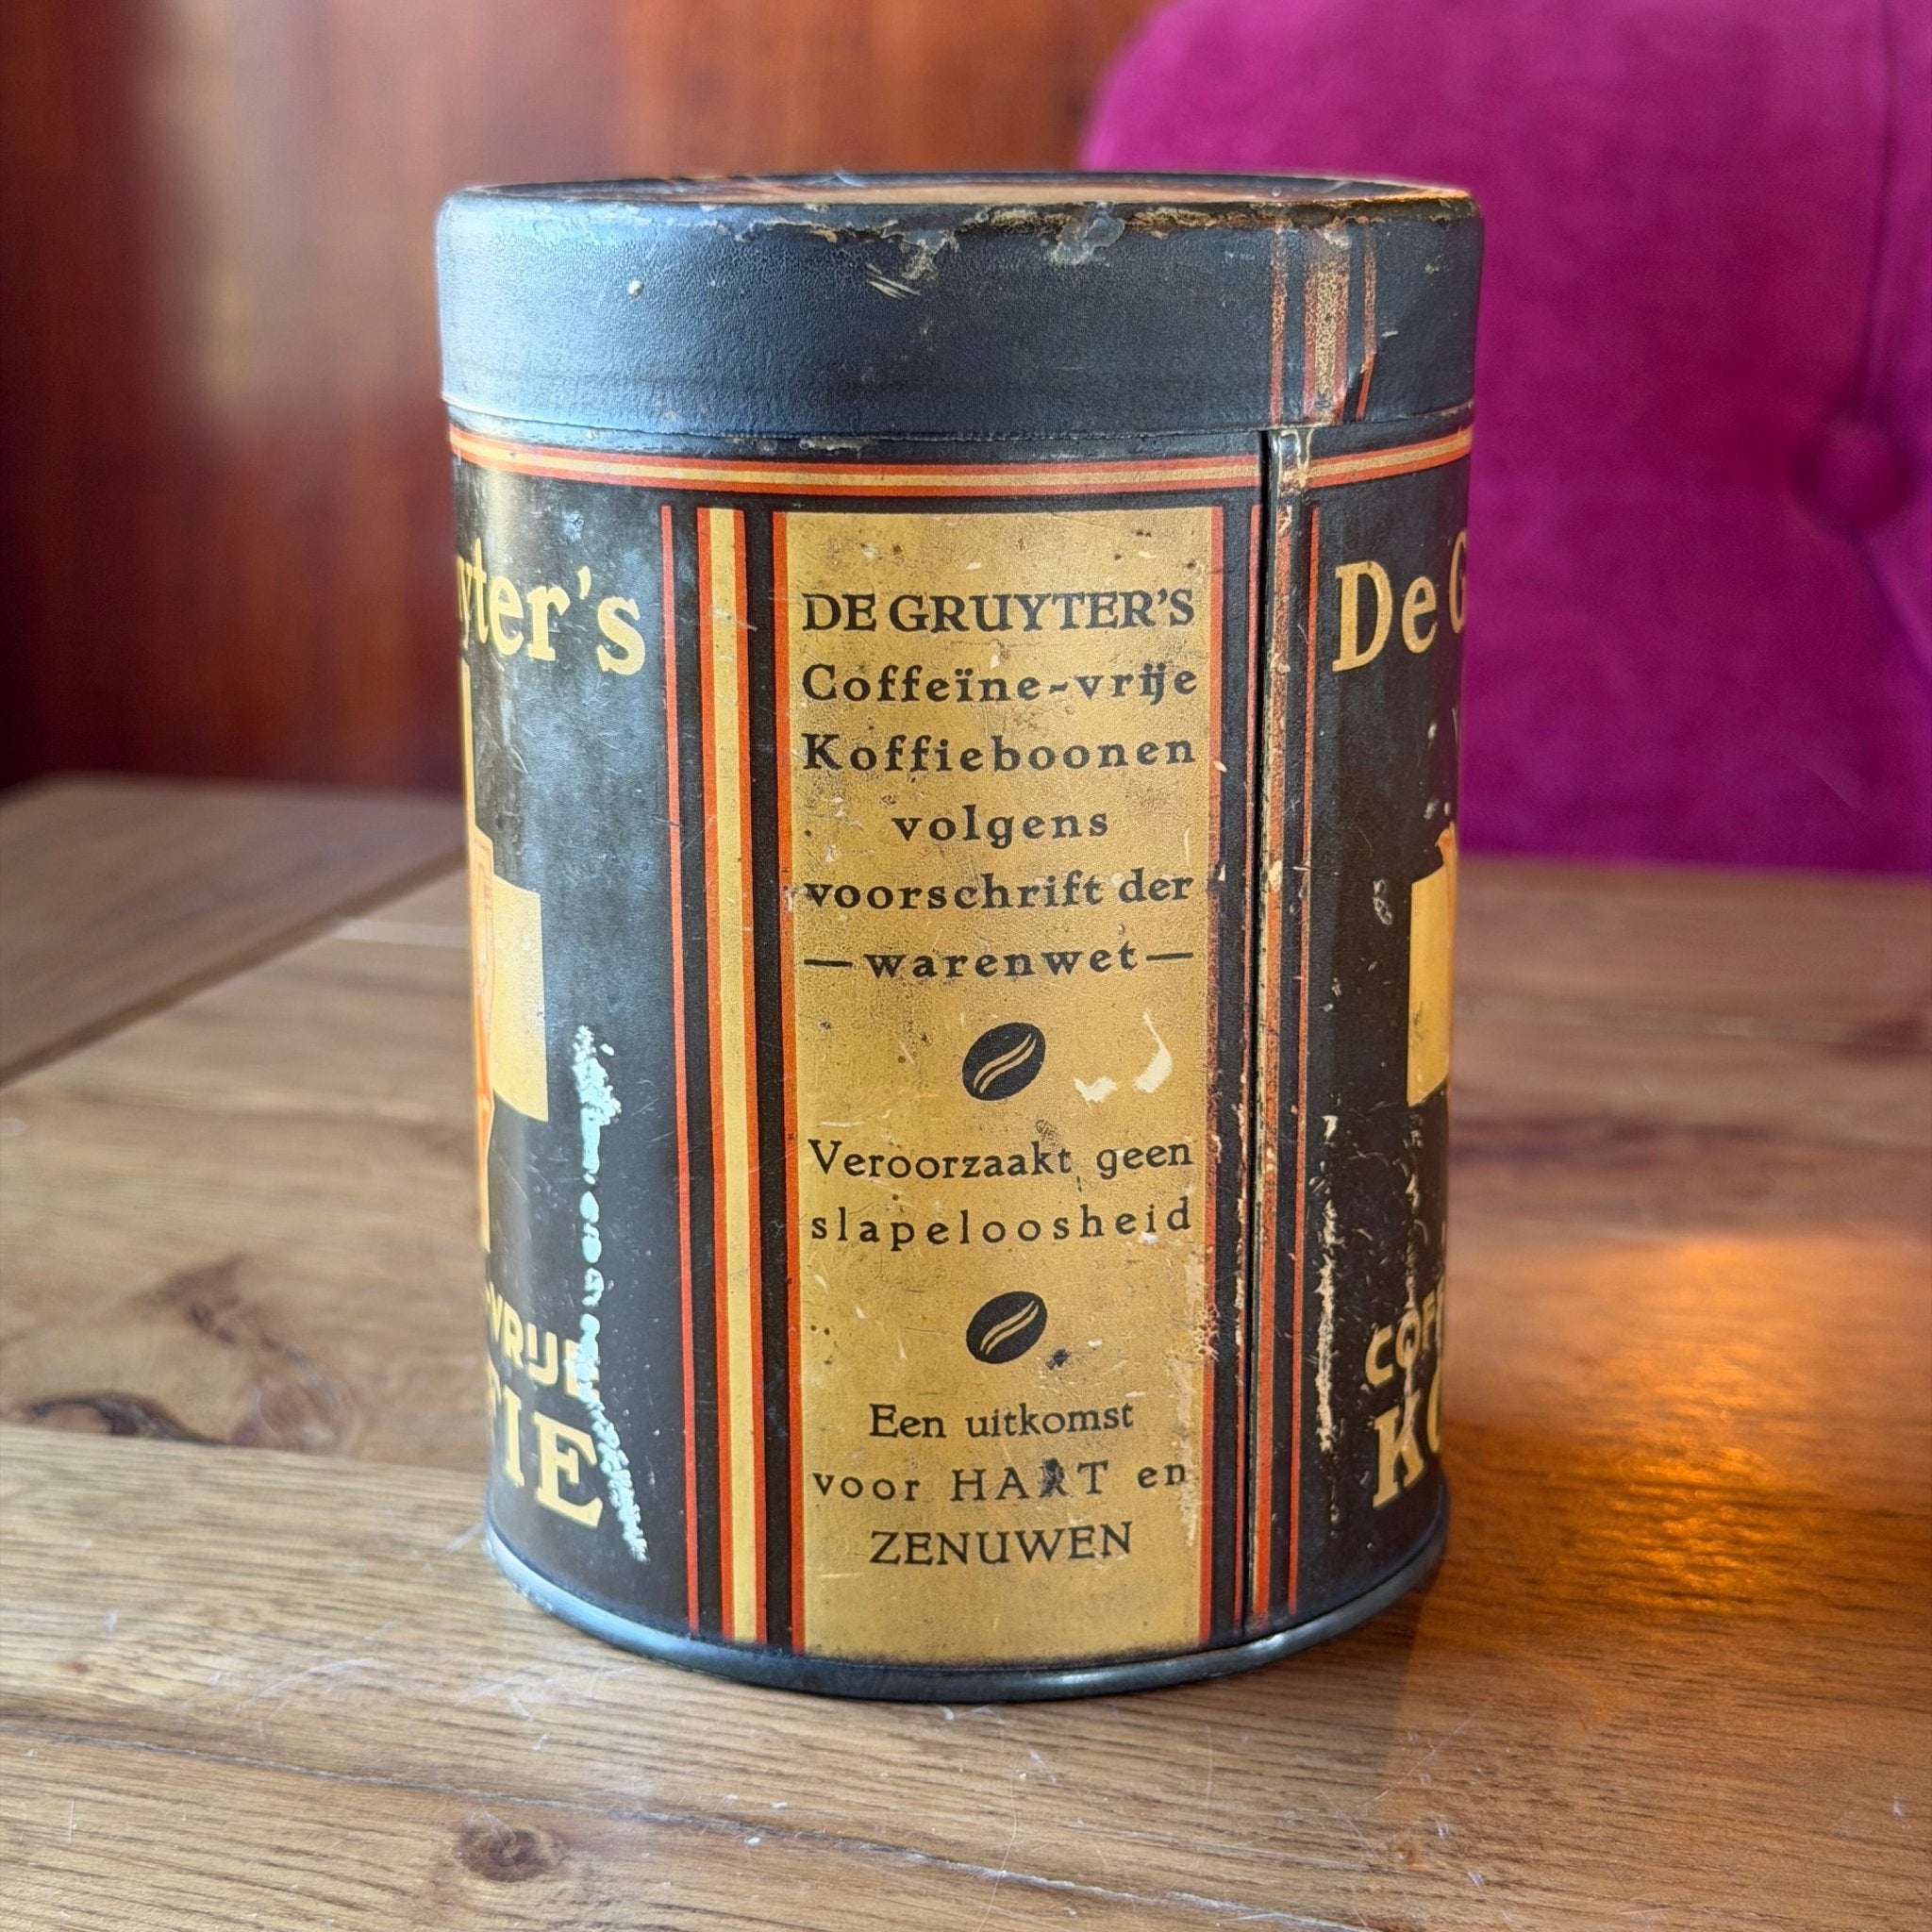 DE GRUYTER'S
Coffeïne-vrije
Koffieboonen
volgens
voorschrift der
—warenwet—
Veroorzaakt geen
slapeloosheid
Een uitkomst
voor HART en
ZENUWEN
De